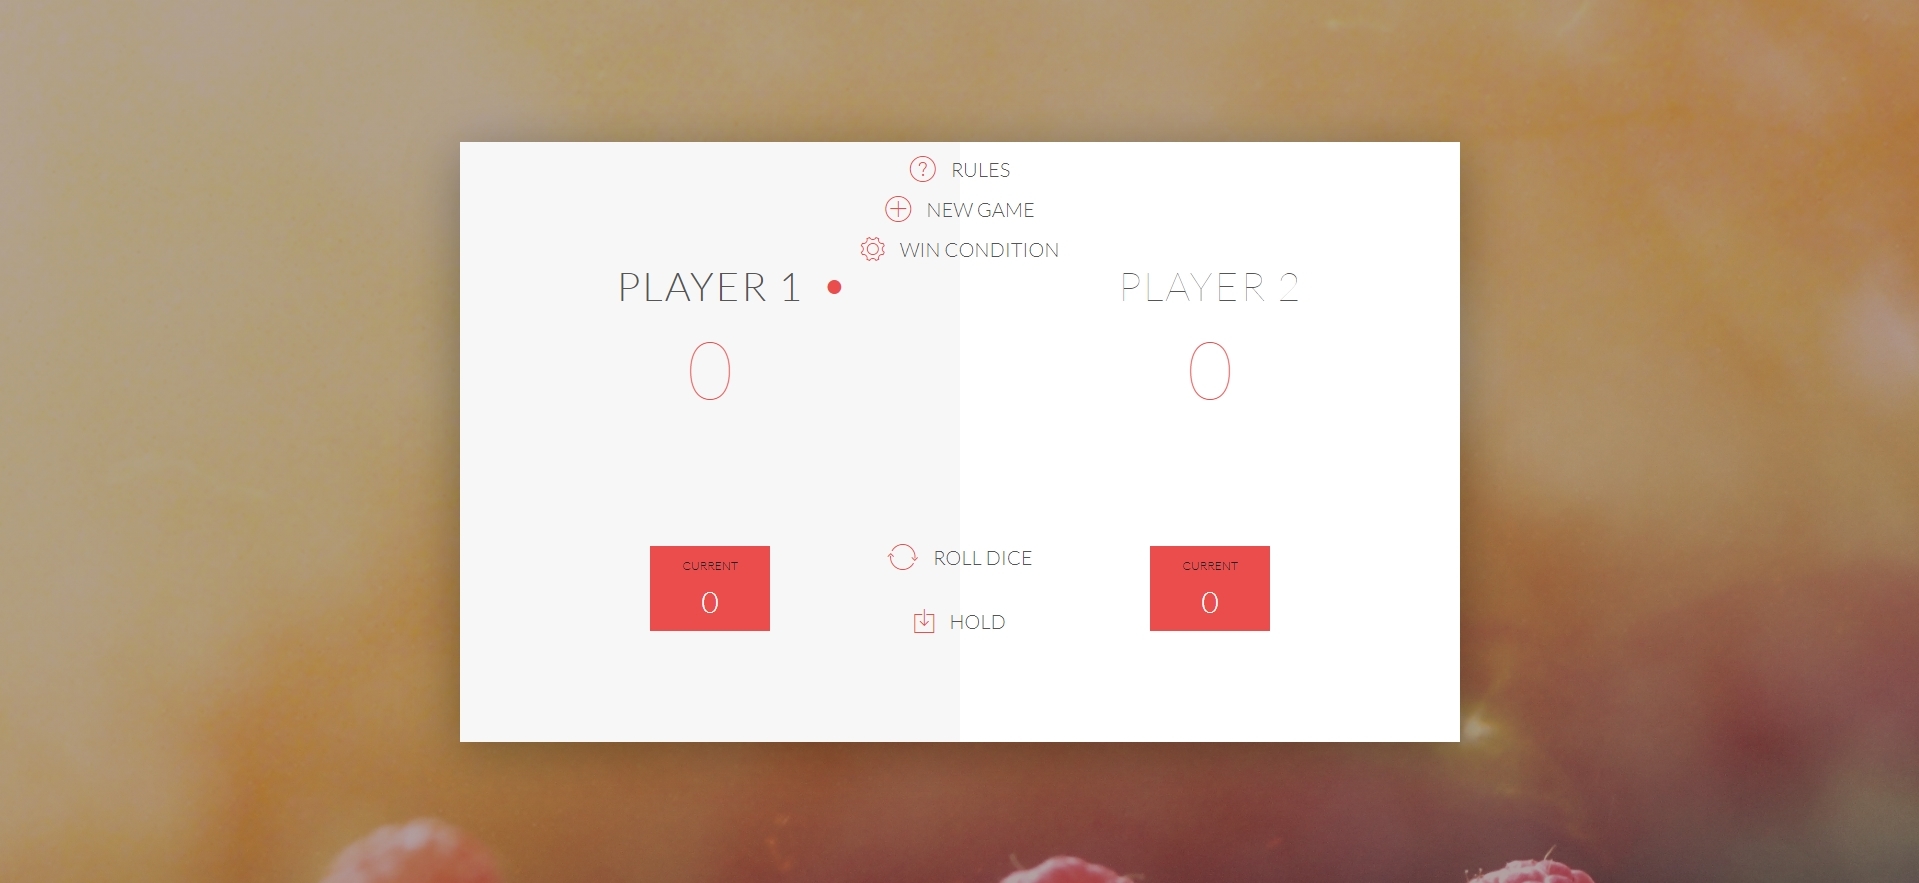 RULES
NEW GAME
WIN CONDITION
PLAYER 1
PLAYER 2
0
0
CURRENT
0
ROLL DICE
HOLD
CURRENT
0